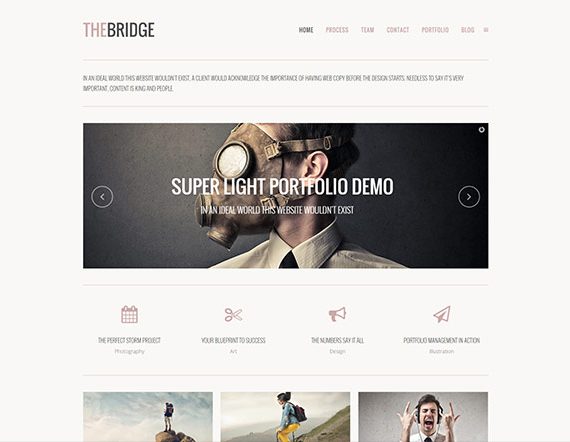 THEBRIDGE
HOME PROCESS TEAM CONTACT PORTFOLIO BLOG
IN AN IDEAL WORLD THIS WEBSITE WOULDN'T EXIST, A CLIENT WOULD ACKNOWLEDGE THE IMPORTANCE OF HAVING WEB COPY BEFORE THE DESIGN STARTS. NEEDLESS TO SAY IT'S VERY
IMPORTANT, CONTENT IS KING AND PEOPLE.
SUPER LIGHT PORTFOLIO DEMO
IN AN IDEAL WORLD THIS WEBSITE WOULDN'T EXIST
THE PERFECT STORM PROJECT
Photography
YOUR BLUEPRINT TO SUCCESS
Art
THE NUMBERS SAY IT ALL
Design
PORTFOLIO MANAGEMENT IN ACTION
Illustration